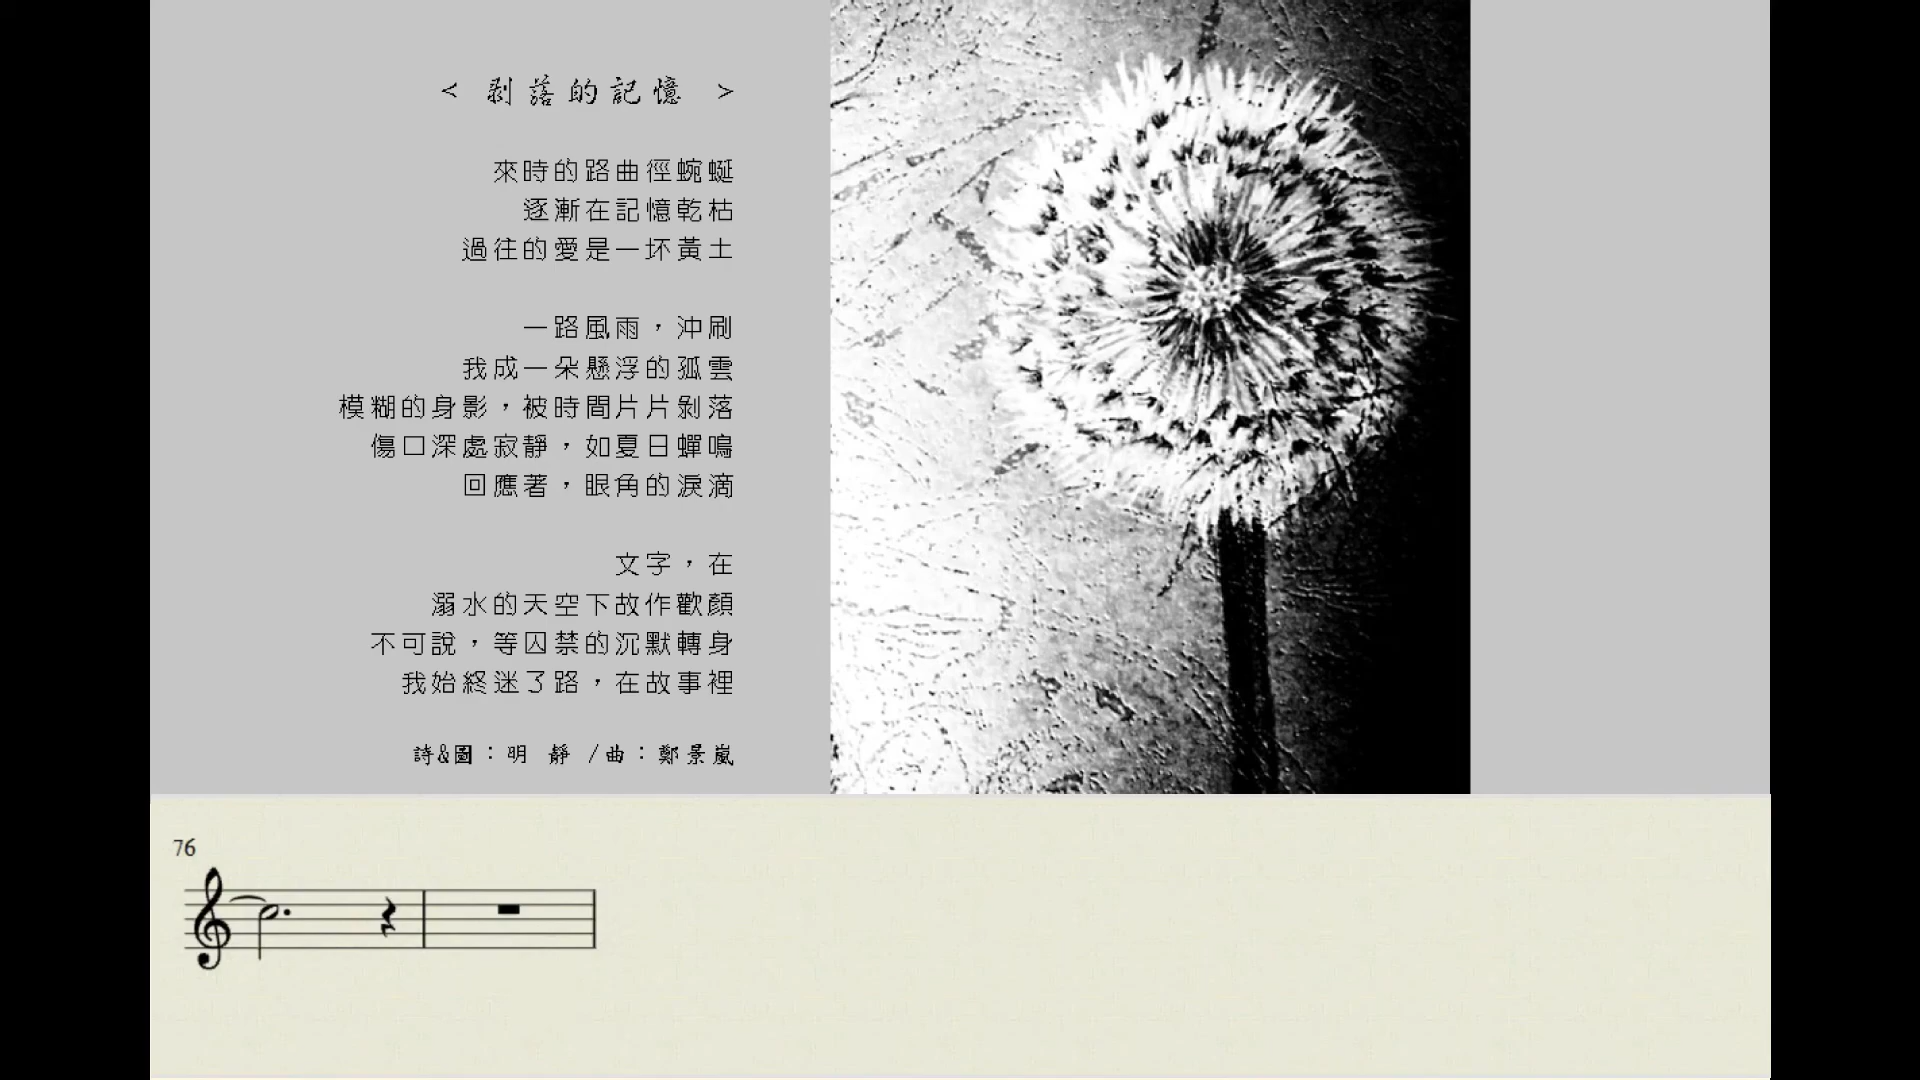 < 剥落的記憶 >
來時的路曲徑蜿蜒
逐漸在記憶乾枯
過往的愛是一坏黃土
一路風雨，沖刷
我成一朵懸浮的孤雲
模糊的身影，被時間片片剝落
傷口深處寂靜，如夏日蟬鳴
回應著，眼角的淚滴
文字，在
溺水的天空下故作歡顏
不可說，等囚禁的沉默轉身
我始終迷了路，在故事裡
詩&圖：明 靜 /曲：鄭景嵐
76